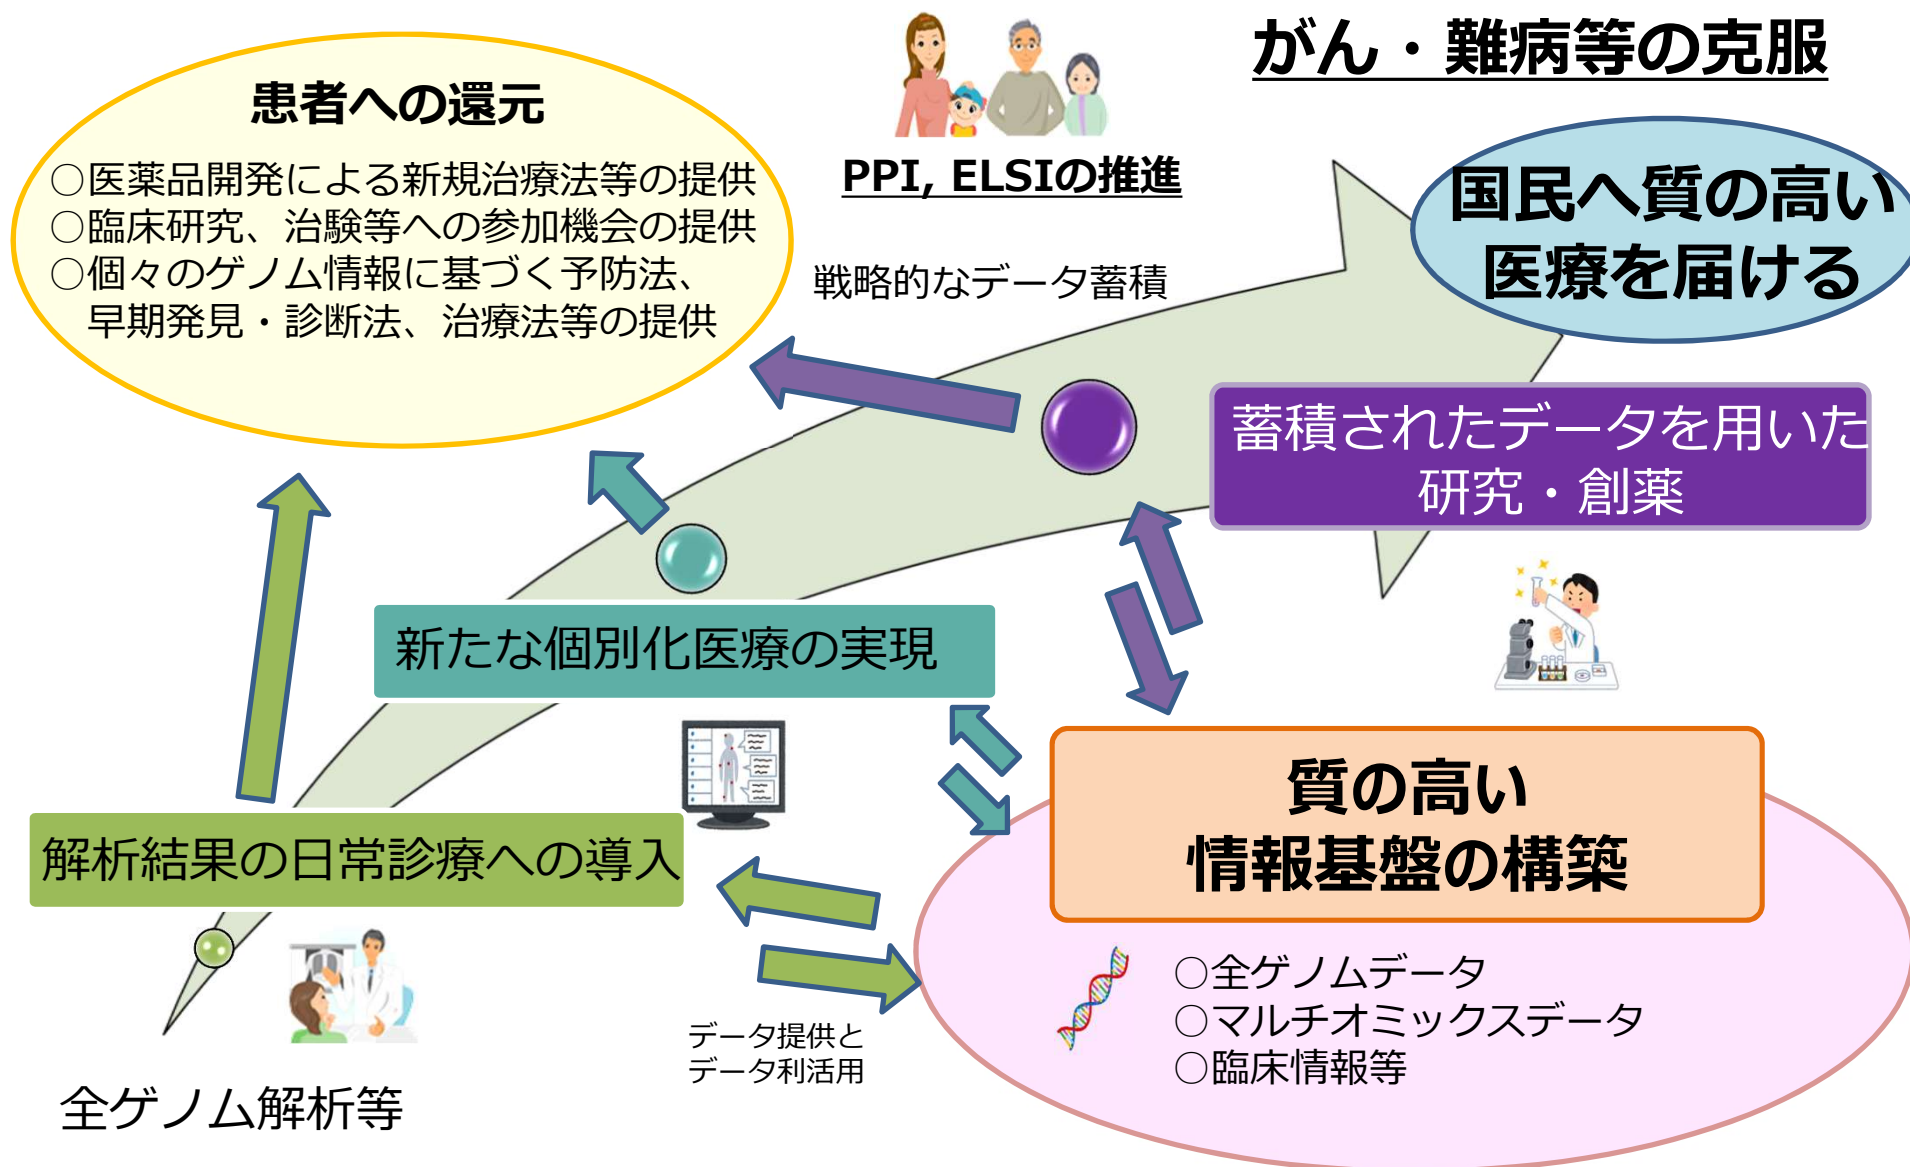 がん・難病等の克服
患者への還元
○医薬品開発による新規治療法等の提供
○臨床研究、治験等への参加機会の提供
○個々のゲノム情報に基づく予防法、
早期発見・診断法、治療法等の提供
PPI, ELSIの推進
戦略的なデータ蓄積
国民へ質の高い
医療を届ける
蓄積されたデータを用いた
研究・創薬
新たな個別化医療の実現
解析結果の日常診療への導入
質の高い
情報基盤の構築
○全ゲノムデータ
○マルチオミックスデータ
○臨床情報等
データ提供と
データ利活用
全ゲノム解析等